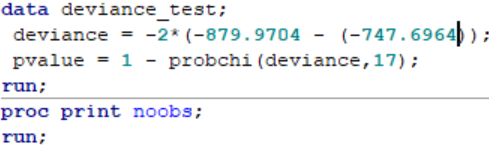 data deviance_test;
deviance = -2*(-879.9704 - (-747.6964));
pvalue = 1 - probchi(deviance,17);
run;
proc print noobs;
run;